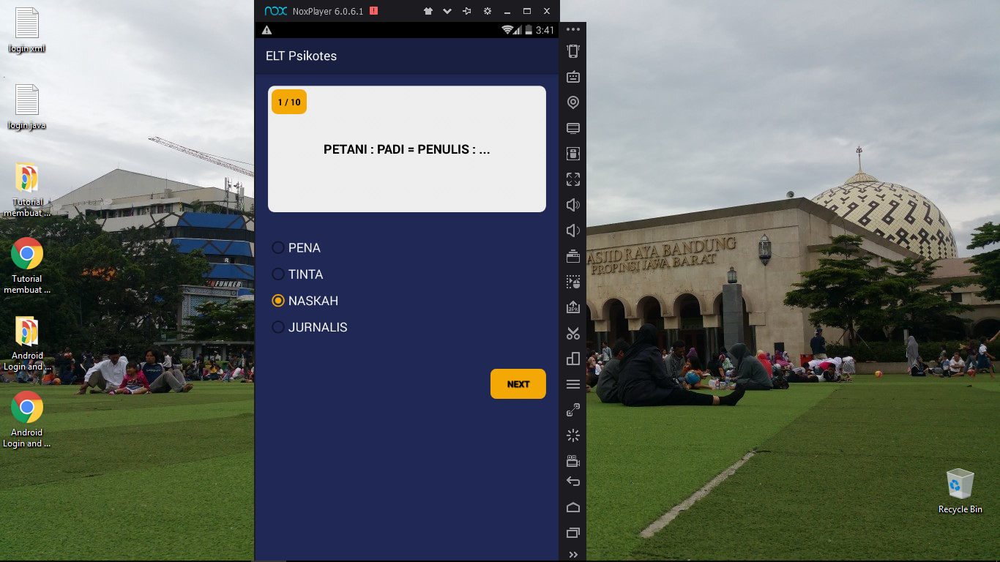 login.xml
login.java
Tutorial
membuat ...
Tutorial
membuat ...
Android
Login and ...
Android
Login and ...
nox NoxPlayer 6.0.6.1
3:41
ELT Psikotes
1 / 10
PETANI : PADI = PENULIS : ...
PENA
TINTA
NASKAH
JURNALIS
NEXT
RAYA BANDUNG
PROPINSI JAWA BARAT
Recycle Bin